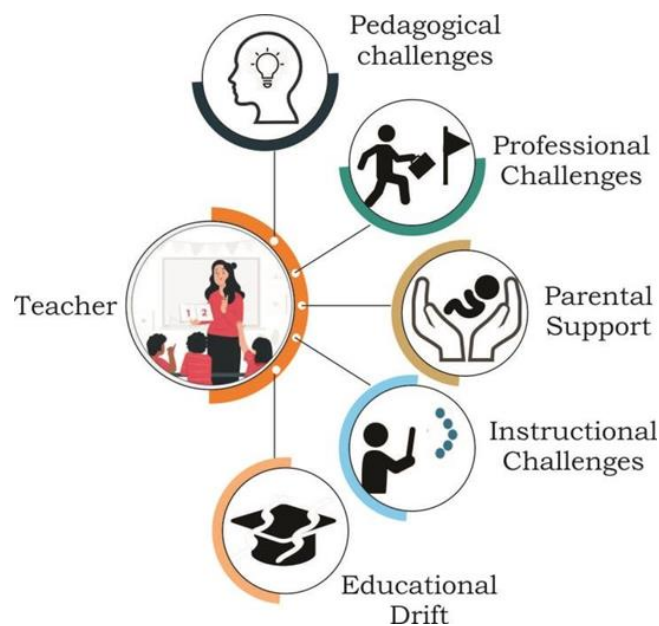 Pedagogical
challenges
Professional
Challenges
Teacher
1 2
Parental
Support
Instructional
Challenges
Educational
Drift